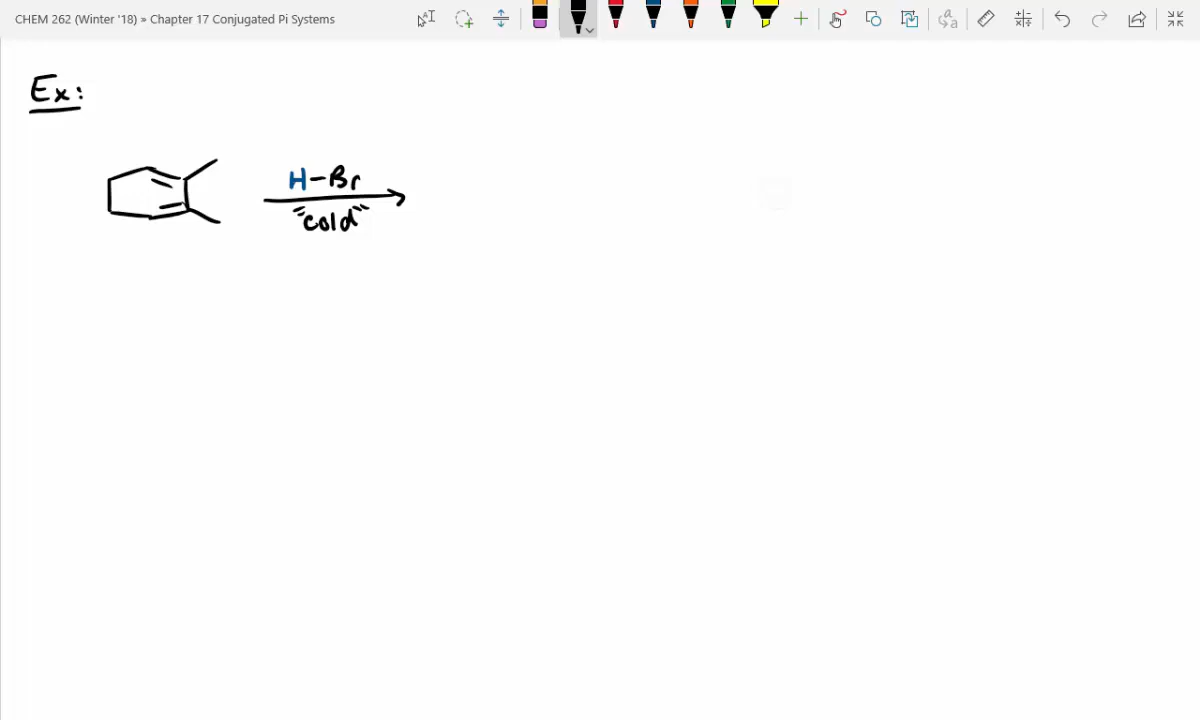 CHEM 262 (Winter '18) » Chapter 17 Conjugated Pi Systems
Ex:
H-Br
"cold"